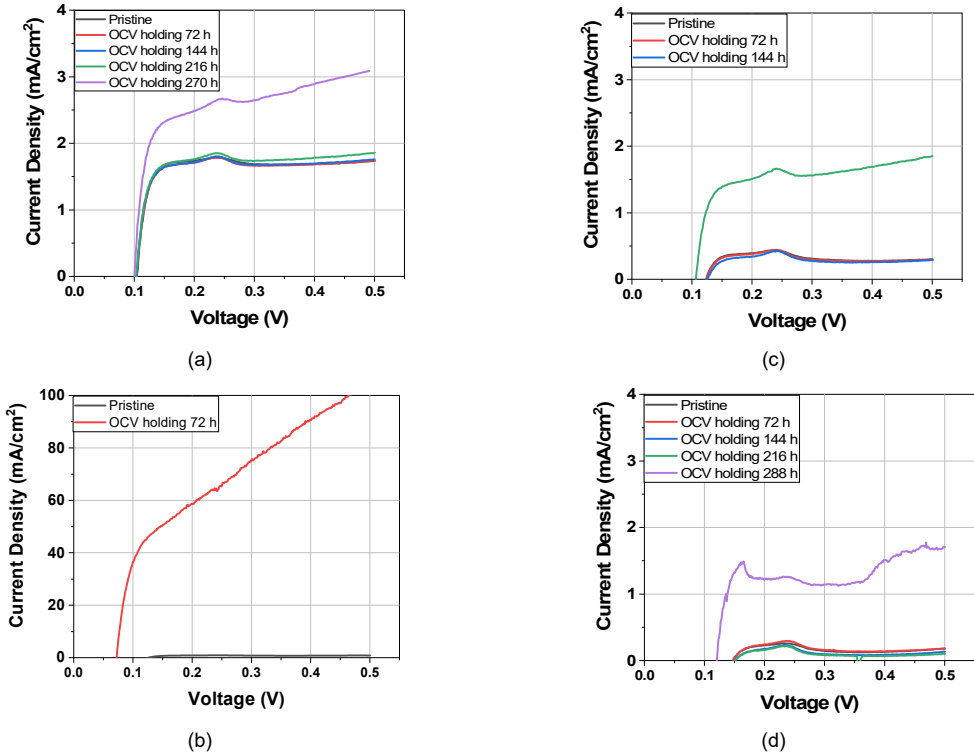 Current Density (mA/cm²)
4
3
2
1
0
Pristine
OCV holding 72 h
OCV holding 144 h
OCV holding 216 h
OCV holding 270 h
0.0 0.1 0.2 0.3 0.4 0.5
Voltage (V)
(a)
Current Density (mA/cm²)
4
3
2
1
0
Pristine
OCV holding 72 h
OCV holding 144 h
0.0 0.1 0.2 0.3 0.4 0.5
Voltage (V)
(c)
Current Density (mA/cm²)
100
80
60
40
20
0
Pristine
OCV holding 72 h
0.0 0.1 0.2 0.3 0.4 0.5
Voltage (V)
(b)
Current Density (mA/cm²)
4
3
2
1
0
Pristine
OCV holding 72 h
OCV holding 144 h
OCV holding 216 h
OCV holding 288 h
0.0 0.1 0.2 0.3 0.4 0.5
Voltage (V)
(d)